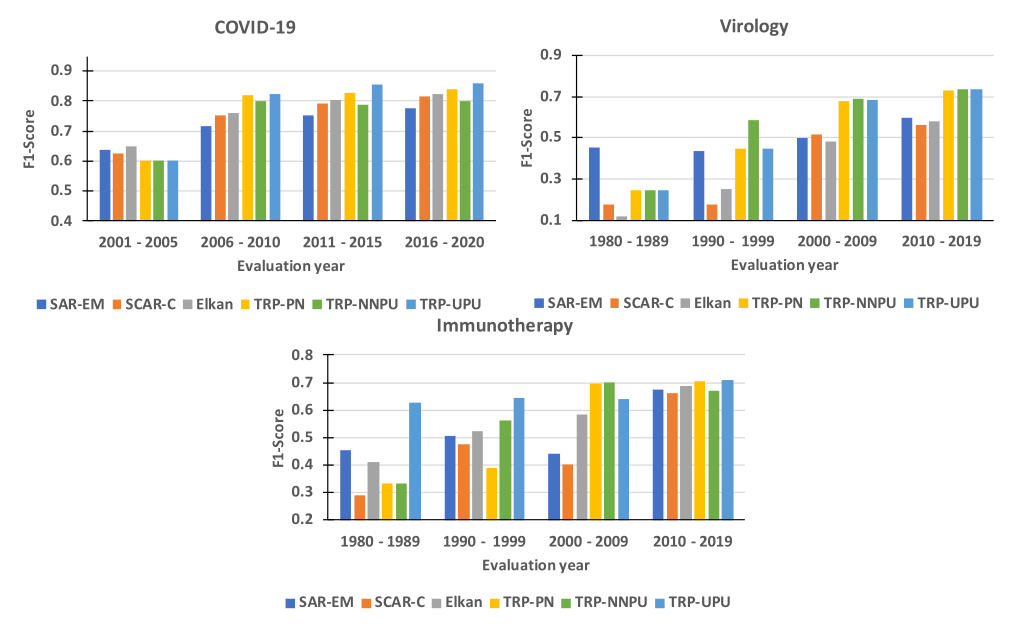 COVID-19
0.9
0.8
0.7
0.6
0.5
0.4
F1-Score
2001 - 2005 2006 - 2010 2011 - 2015 2016 - 2020
Evaluation year
SAR-EM SCAR-C Elkan TRP-PN TRP-NNPU TRP-UPU
Virology
0.9
0.7
0.5
0.3
0.1
F1-Score
1980 - 1989 1990 - 1999 2000 - 2009 2010 - 2019
Evaluation year
SAR-EM SCAR-C Elkan TRP-PN TRP-NNPU TRP-UPU
Immunotherapy
0.8
0.7
0.6
0.5
0.4
0.3
0.2
F1-Score
1980 - 1989 1990 - 1999 2000 - 2009 2010 - 2019
Evaluation year
SAR-EM SCAR-C Elkan TRP-PN TRP-NNPU TRP-UPU